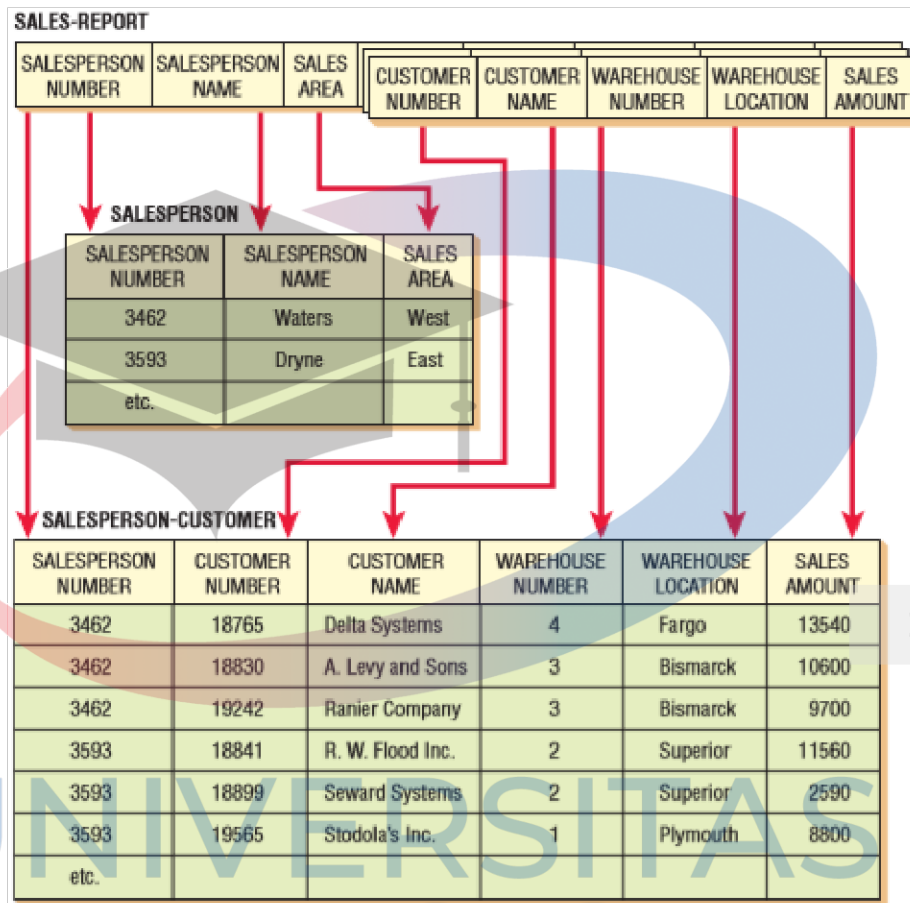 SALES-REPORT
SALESPERSON NUMBER SALESPERSON NAME SALES AREA CUSTOMER NUMBER CUSTOMER NAME WAREHOUSE NUMBER WAREHOUSE LOCATION SALES AMOUNT
SALESPERSON
SALESPERSON NUMBER SALESPERSON NAME SALES AREA
3462 Waters West
3593 Dryne East
etc.
SALESPERSON-CUSTOMER
SALESPERSON NUMBER CUSTOMER NUMBER CUSTOMER NAME WAREHOUSE NUMBER WAREHOUSE LOCATION SALES AMOUNT
3462 18765 Delta Systems 4 Fargo 13540
3462 18830 A. Levy and Sons 3 Bismarck 10600
3462 19242 Ranier Company 3 Bismarck 9700
3593 18841 R. W. Flood Inc. 2 Superior 11560
3593 18899 Seward Systems 2 Superior 2590
3593 19565 Stodola's Inc. 1 Plymouth 8800
etc.
UNIVERSITAS